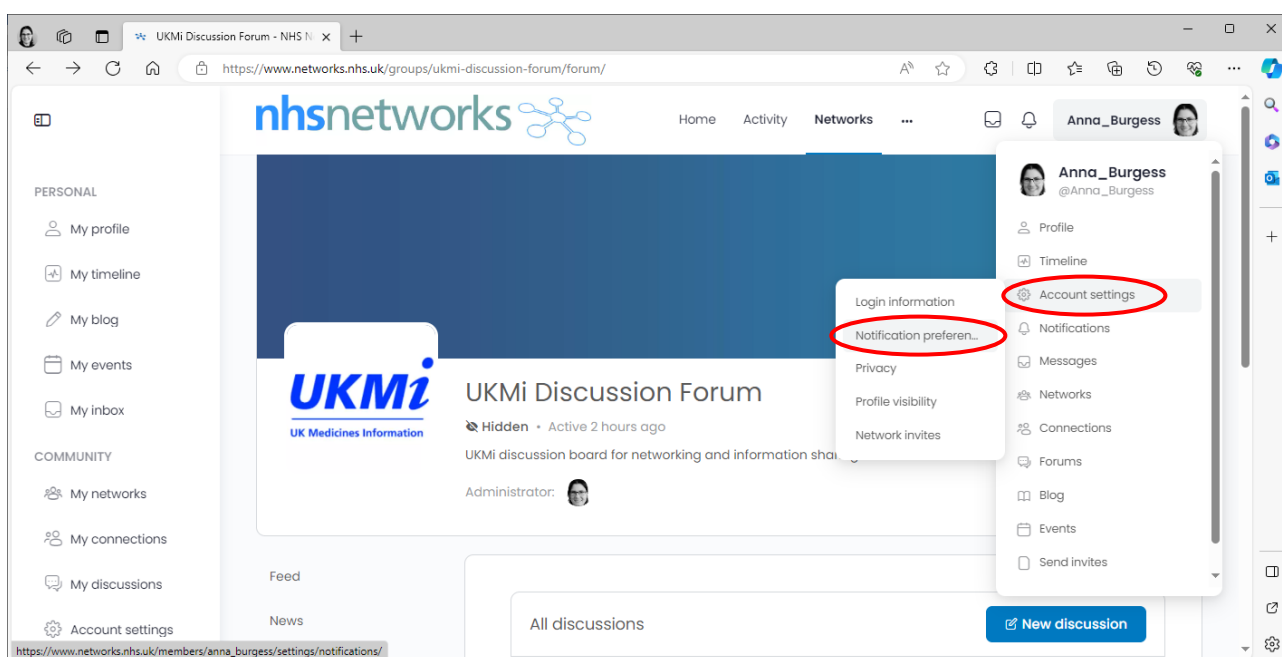 UKMi Discussion Forum - NHS N
https://www.networks.nhs.uk/groups/ukmi-discussion-forum/forum/
nhsnetworks
Home Activity Networks ...
Anna_Burgess
PERSONAL
My profile
My timeline
My blog
My events
My inbox
COMMUNITY
My networks
My connections
My discussions
Account settings
https://www.networks.nhs.uk/members/anna_burgess/settings/notifications/
UKMi
UK Medicines Information
UKMi Discussion Forum
Hidden • Active 2 hours ago
UKMi discussion board for networking and information
Administrator:
Feed
News
All discussions
New discussion
Login information
Notification preferen...
Privacy
Profile visibility
Network invites
Anna_Burgess
@Anna_Burgess
Profile
Timeline
Account settings
Notifications
Messages
Networks
Connections
Forums
Blog
Events
Send invites